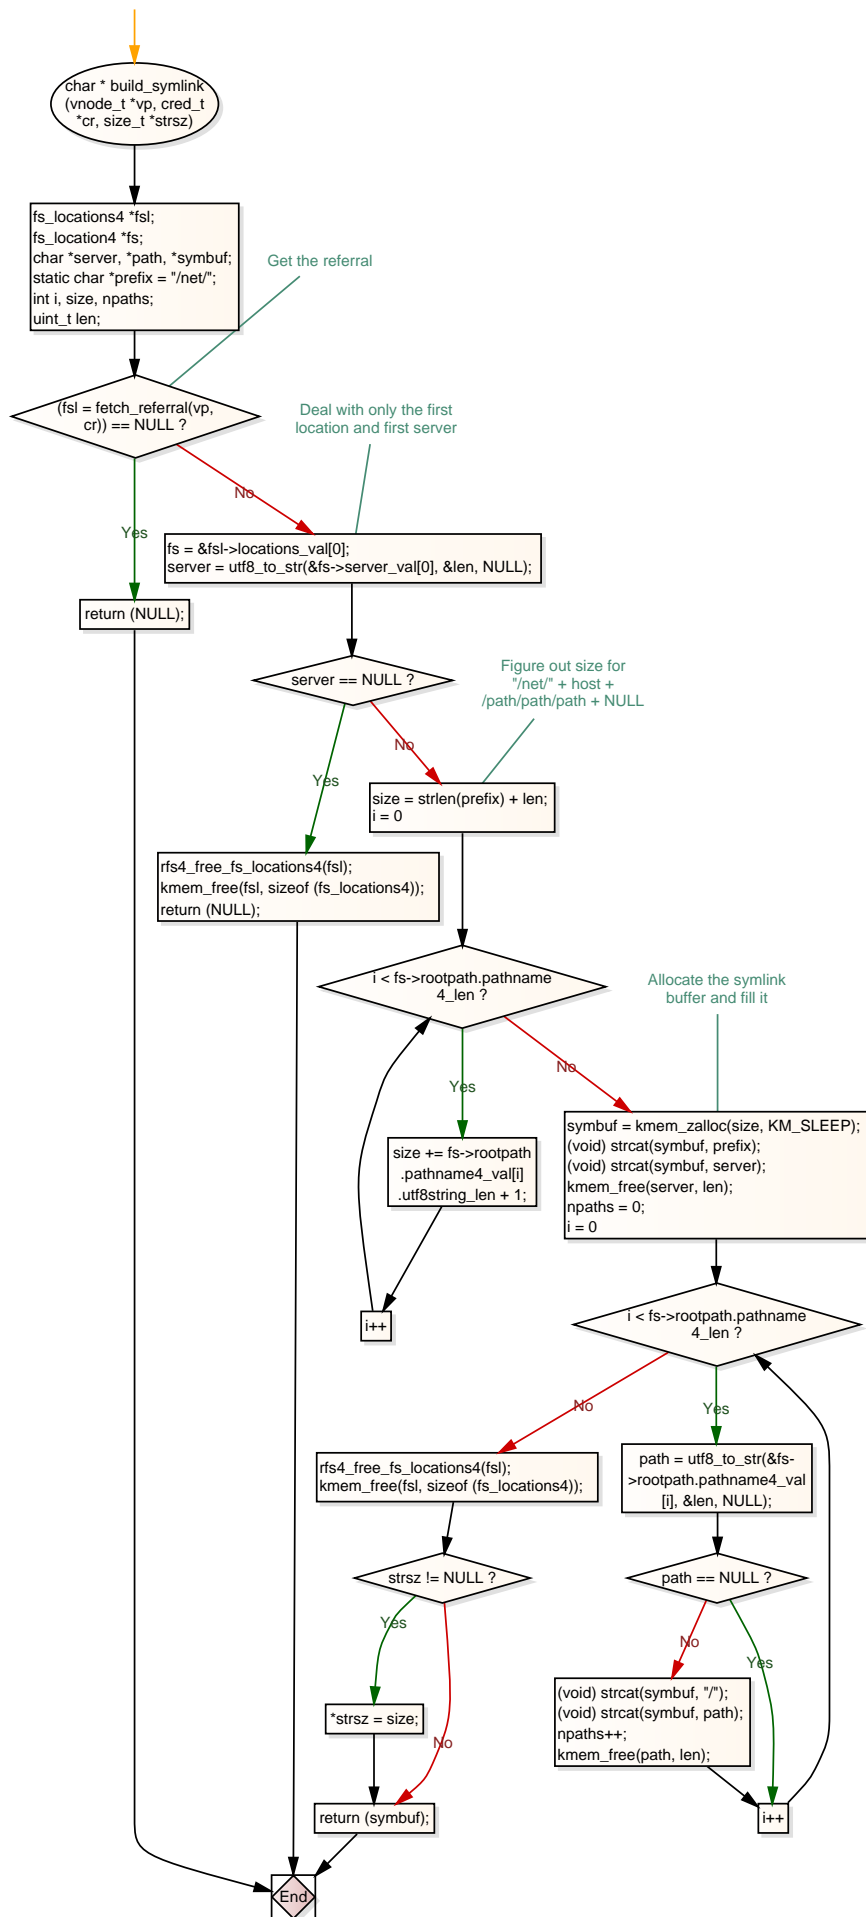 char * build_symlink
(vnode_t *vp, cred_t
*cr, size_t *strsz)
fs_locations4 *fsl;
fs_location4 *fs;
char *server, *path, *symbuf;
static char *prefix = "/net/";
int i, size, npaths;
uint_t len;
Get the referral
(fsl = fetch_referral(vp,
cr)) == NULL ?
Deal with only the first
location and first server
No
Yes
fs = &fsl->locations_val[0];
server = utf8_to_str(&fs->server_val[0], &len, NULL);
return (NULL);
server == NULL ?
Figure out size for
"/net/" + host +
/path/path/path + NULL
No
Yes
size = strlen(prefix) + len;
i = 0
rfs4_free_fs_locations4(fsl);
kmem_free(fsl, sizeof (fs_locations4));
return (NULL);
i < fs->rootpath.pathname
4_len ?
Allocate the symlink
buffer and fill it
No
Yes
symbuf = kmem_zalloc(size, KM_SLEEP);
(void) strcat(symbuf, prefix);
(void) strcat(symbuf, server);
kmem_free(server, len);
npaths = 0;
i = 0
size += fs->rootpath
.pathname4_val[i]
.utf8string_len + 1;
i++
i < fs->rootpath.pathname
4_len ?
No
Yes
rfs4_free_fs_locations4(fsl);
kmem_free(fsl, sizeof (fs_locations4));
path = utf8_to_str(&fs-
>rootpath.pathname4_val
[i], &len, NULL);
strsz != NULL ?
path == NULL ?
Yes
No
No
Yes
*strsz = size;
(void) strcat(symbuf, "/");
(void) strcat(symbuf, path);
npaths++;
kmem_free(path, len);
return (symbuf);
i++
End